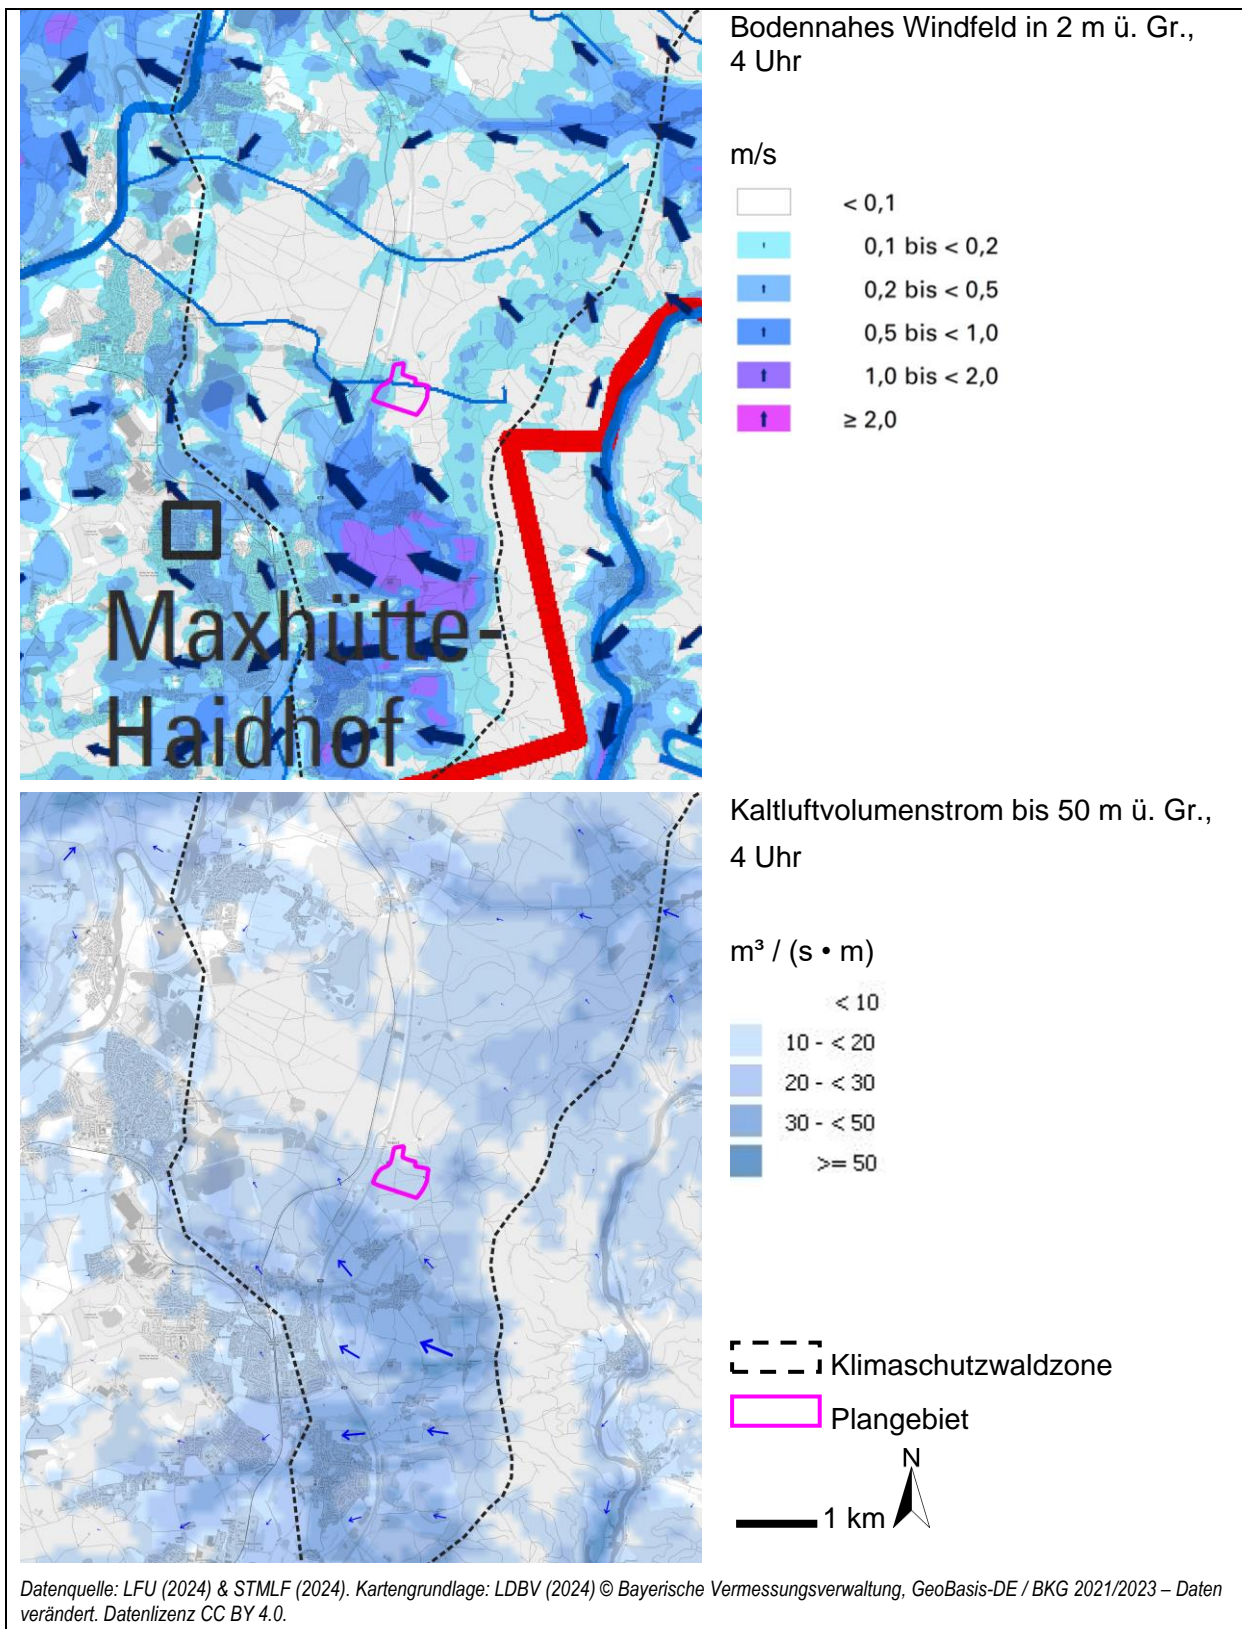 Bodennahes Windfeld in 2 m ü. Gr.,
4 Uhr
m/s
< 0,1
0,1 bis < 0,2
0,2 bis < 0,5
0,5 bis < 1,0
1,0 bis < 2,0
≥ 2,0
Maxhütte-
Haidhof
Kaltluftvolumenstrom bis 50 m ü. Gr.,
4 Uhr
m³ / (s • m)
< 10
10 - < 20
20 - < 30
30 - < 50
>= 50
Klimaschutzwaldzone
Plangebiet
N
1 km
Datenquelle: LFU (2024) & STMLF (2024). Kartengrundlage: LDBV (2024) © Bayerische Vermessungsverwaltung, GeoBasis-DE / BKG 2021/2023 – Daten
verändert. Datenlizenz CC BY 4.0.